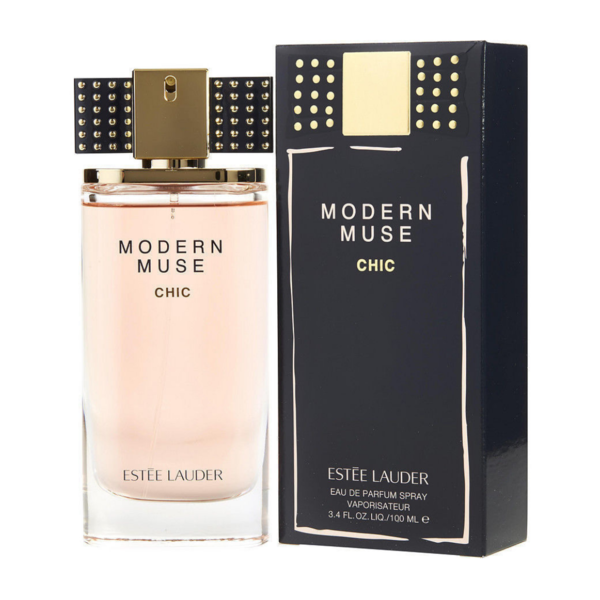 MODERN
MUSE
CHIC
ESTĒE LAUDER
MODERN
MUSE
CHIC
ESTĒE LAUDER
EAU DE PARFUM SPRAY
VAPORISATEUR
3.4 FL.OZ.LIQ./100 ML ℮